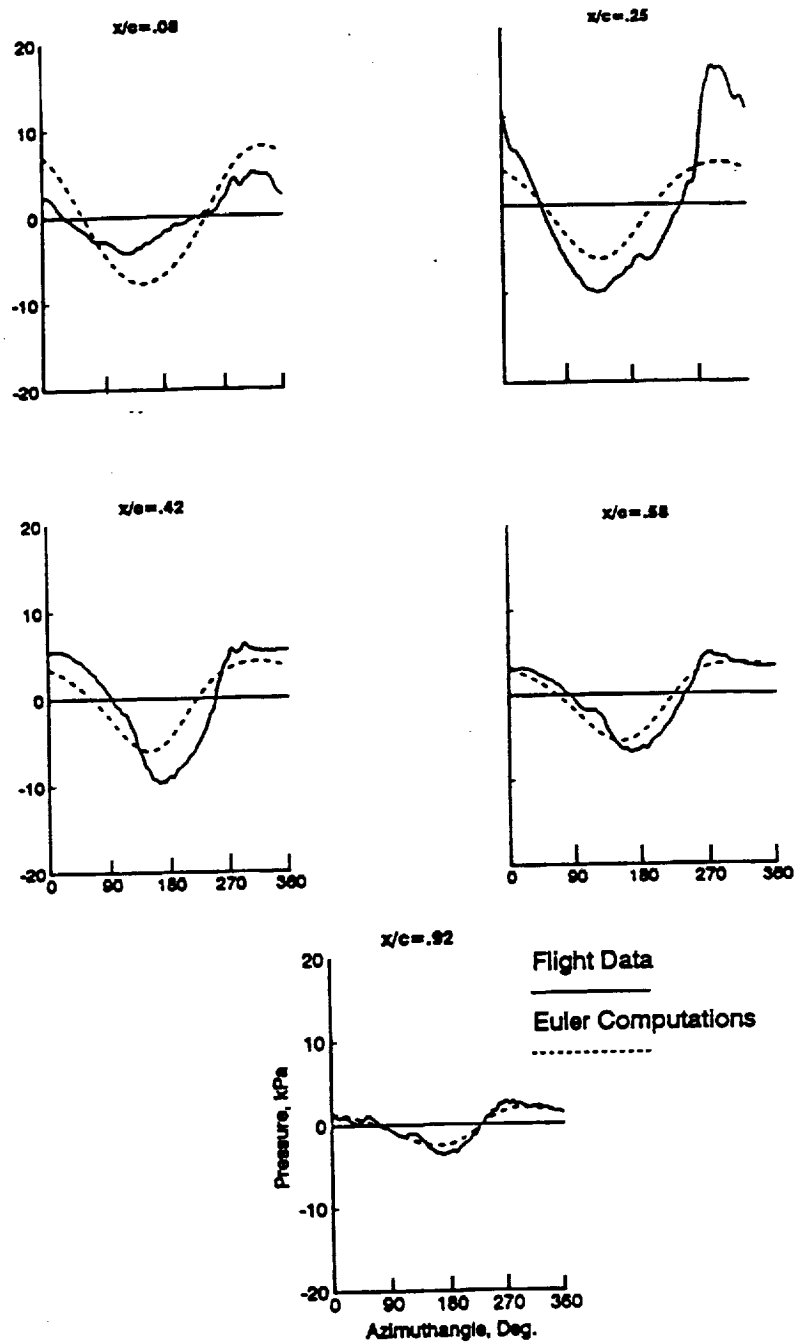 x/c=.08
x/c=.25
20
10
0
-10
-20
x/c=.42
x/c=.58
20
10
0
-10
-20
0 90 180 270 360
0 90 180 270 360
x/c=.92
Flight Data
Euler Computations
20
10
0
-10
-20
Pressure, kPa
0 90 180 270 360
Azimuthangle, Deg.